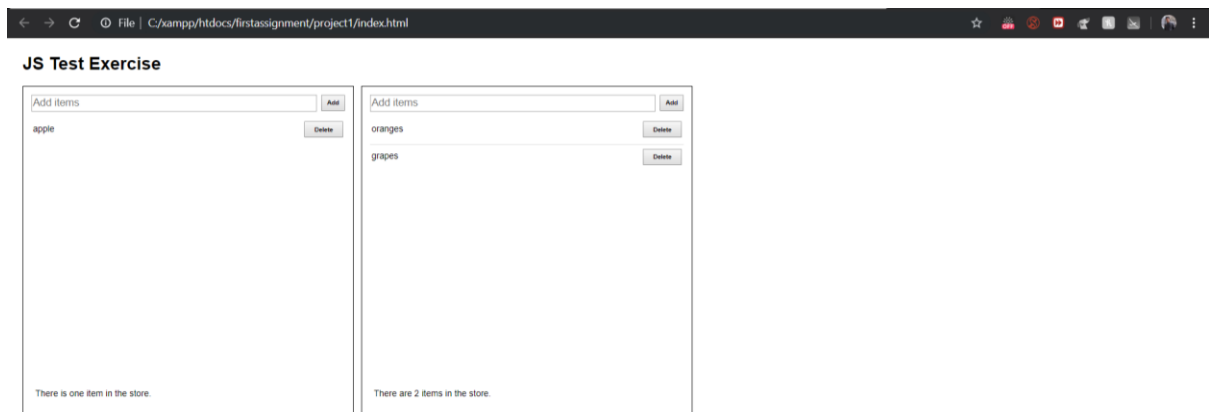 File | C:/xampp/htdocs/firstassignment/project1/index.html
OFF
JS Test Exercise
Add items Add
apple Delete
There is one item in the store.
Add items Add
oranges Delete
grapes Delete
There are 2 items in the store.